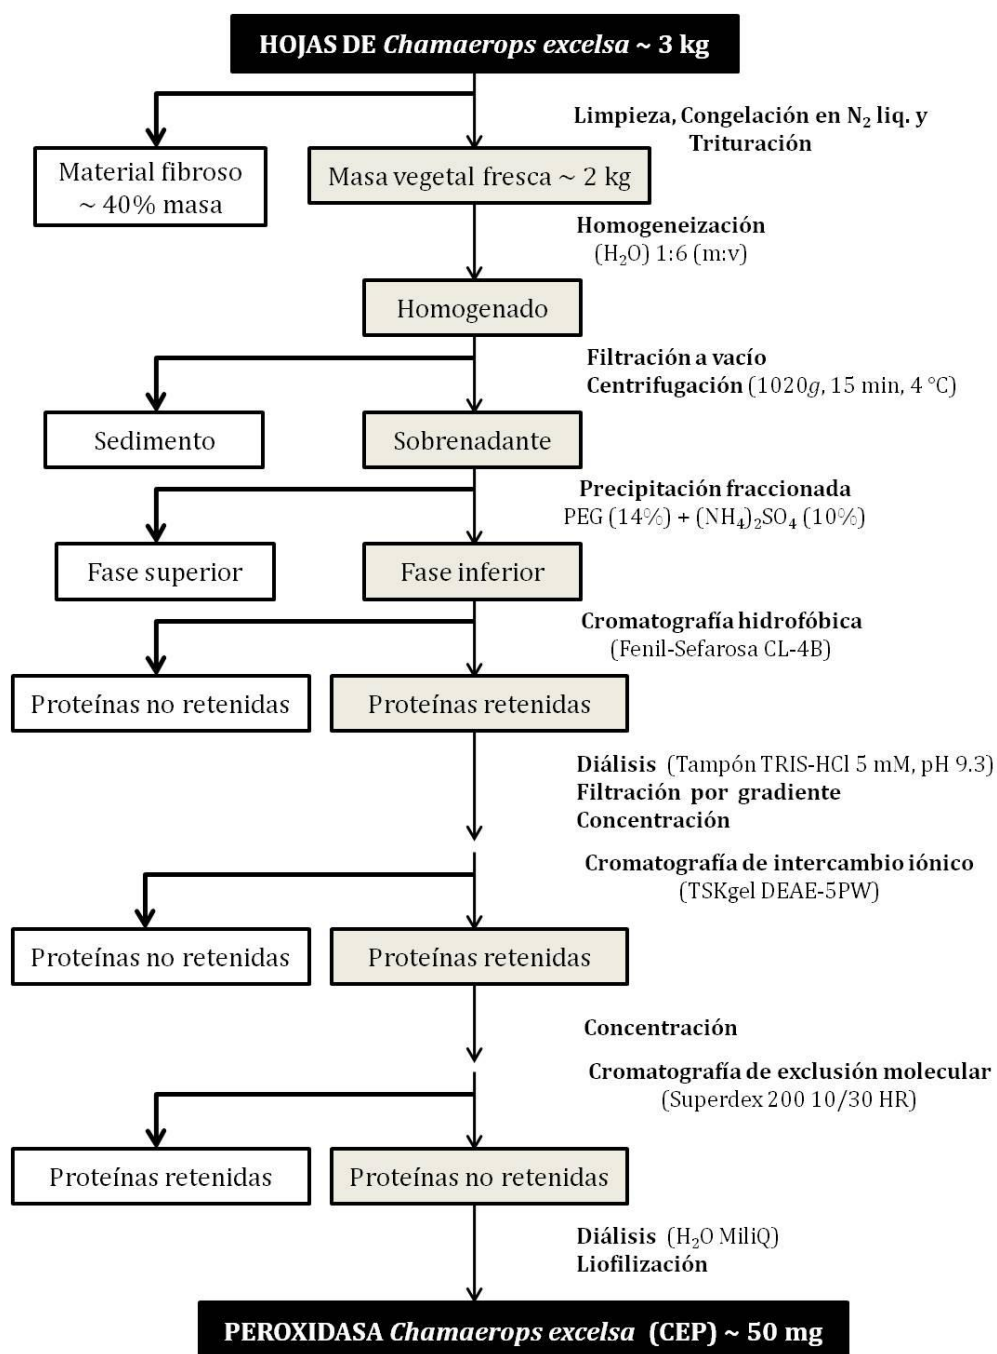 HOJAS DE Chamaerops excelsa ~ 3 kg
Limpieza, Congelación en N₂ liq. y
Trituración
Material fibroso
~ 40% masa
Masa vegetal fresca ~ 2 kg
Homogeneización
(H₂O) 1:6 (m:v)
Homogenado
Filtración a vacío
Centrifugación (1020g, 15 min, 4 °C)
Sedimento
Sobrenadante
Precipitación fraccionada
PEG (14%) + (NH₄)₂SO₄ (10%)
Fase superior
Fase inferior
Cromatografía hidrofóbica
(Fenil-Sefarosa CL-4B)
Proteínas no retenidas
Proteínas retenidas
Diálisis (Tampón TRIS-HCl 5 mM, pH 9.3)
Filtración por gradiente
Concentración
Cromatografía de intercambio iónico
(TSKgel DEAE-5PW)
Proteínas no retenidas
Proteínas retenidas
Concentración
Cromatografía de exclusión molecular
(Superdex 200 10/30 HR)
Proteínas retenidas
Proteínas no retenidas
Diálisis (H₂O MiliQ)
Liofilización
PEROXIDASA Chamaerops excelsa (CEP) ~ 50 mg